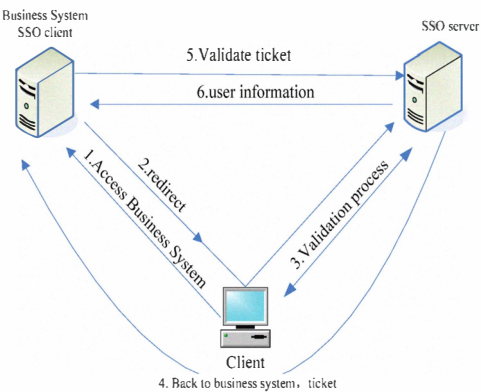 Business System
SSO client
SSO server
5.Validate ticket
6.user information
1.Access Business System
2.redirect
3.Validation process
Client
4. Back to business system，ticket